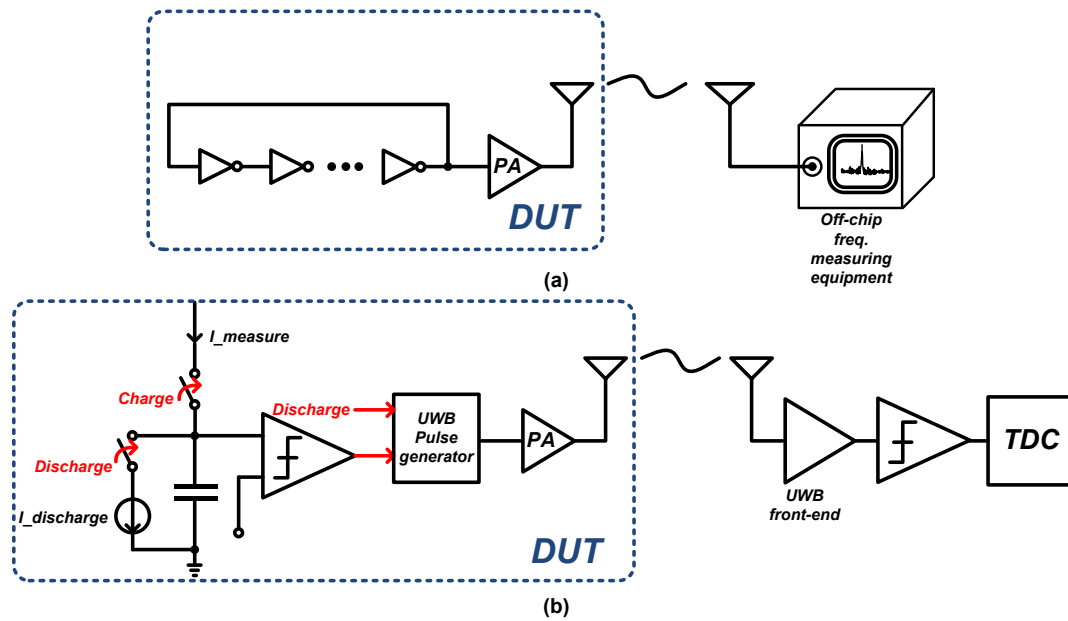 PA
DUT
Off-chip
freq.
measuring
equipment
(a)
I_measure
Charge
Discharge
I_discharge
Discharge
UWB
Pulse
generator
PA
DUT
UWB
front-end
TDC
(b)